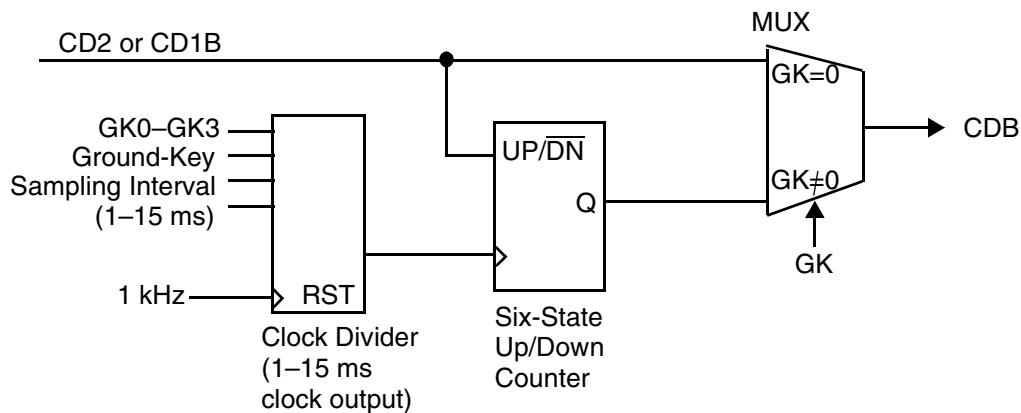 MUX
CD2 or CD1B
GK=0
GK0–GK3
Ground-Key
Sampling Interval
(1–15 ms)
UP/D̅N̅
CDB
GK≠0
Q
GK
1 kHz
RST
Clock Divider
(1–15 ms
clock output)
Six-State
Up/Down
Counter